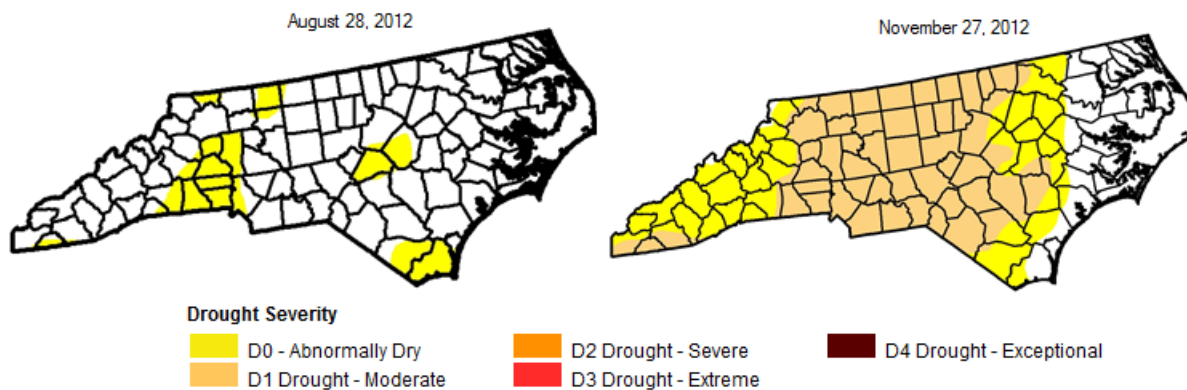 August 28, 2012
November 27, 2012
Drought Severity
D0 - Abnormally Dry
D2 Drought - Severe
D4 Drought - Exceptional
D1 Drought - Moderate
D3 Drought - Extreme